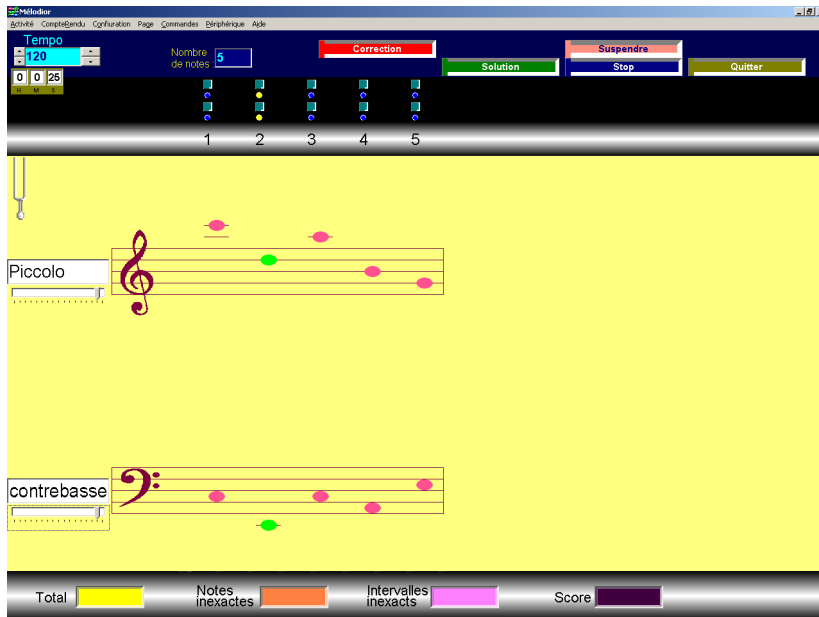 Mélodior
Activité CompteRendu Confiuration Page Commandes Périphérique Ajde
Tempo
120
Nombre
de notes :
5
Correction
Solution
Suspendre
Stop
Quitter
0 0 25
H M S
1 2 3 4 5
Piccolo
contrebasse
Total
Notes
inexactes
Intervalles
inexacts
Score